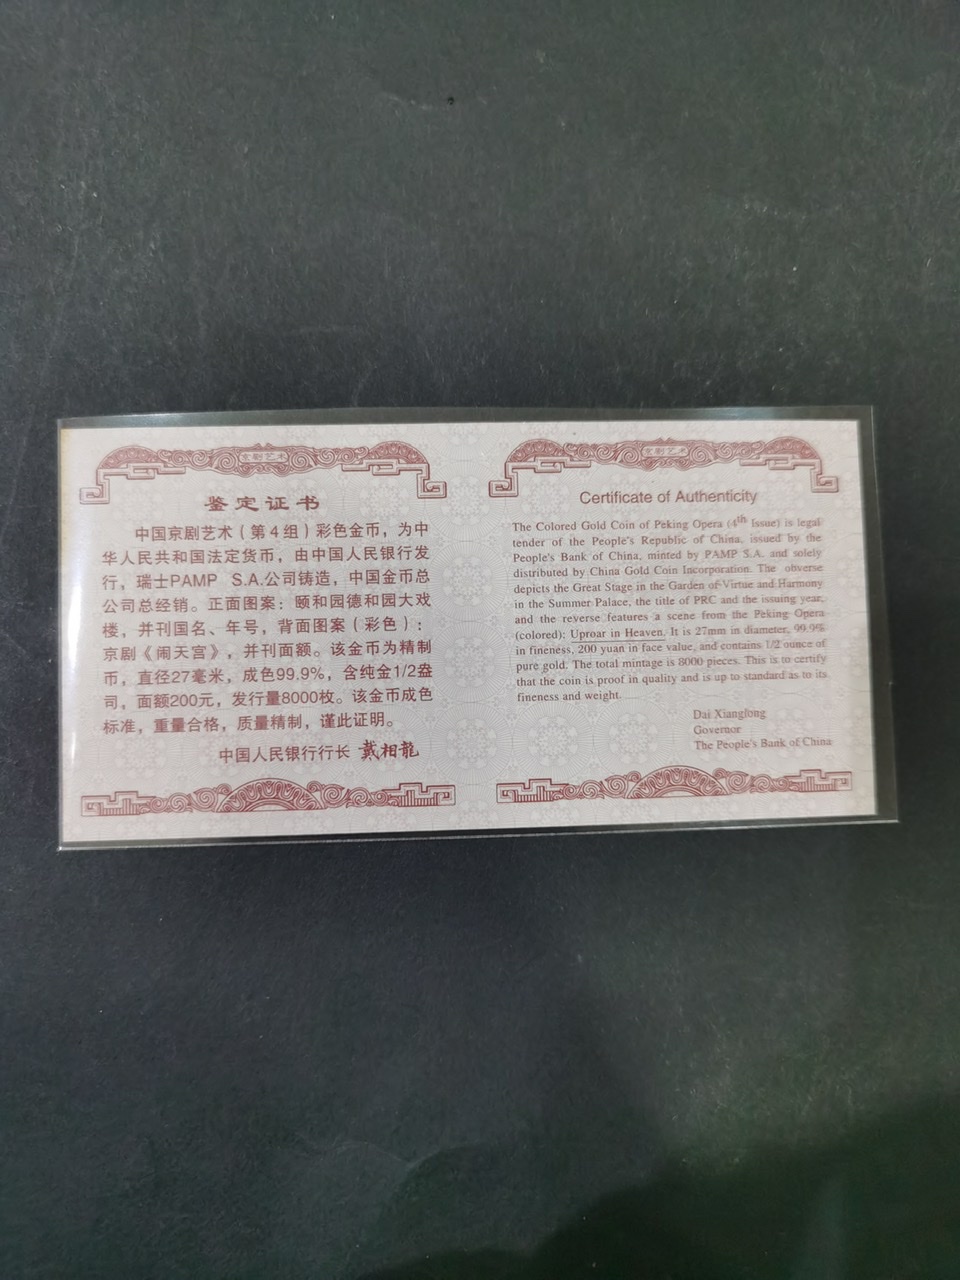 京剧艺术
鉴定证书
中国京剧艺术（第4组）彩色金币，为中
华人民共和国法定货币，由中国人民银行发
行，瑞士PAMP S.A.公司铸造，中国金币总
公司总经销。正面图案：颐和园德和园大戏
楼，并刊国名、年号，背面图案（彩色）：
京剧《闹天宫》，并刊面额。该金币为精制
币，直径27毫米，成色99.9%，含纯金1/2盎
司，面额200元，发行量8000枚。该金币成色
标准，重量合格，质量精制，谨此证明。
中国人民银行行长 戴相龍
京剧艺术
Certificate of Authenticity
The Colored Gold Coin of Peking Opera (4th Issue) is legal
tender of the People's Republic of China, issued by the
People's Bank of China, minted by PAMP S.A. and solely
distributed by China Gold Coin Incorporation. The obverse
depicts the Great Stage in the Garden of Virtue and Harmony
in the Summer Palace, the title of PRC and the issuing year,
and the reverse features a scene from the Peking Opera
(colored): Uproar in Heaven. It is 27mm in diameter, 99.9%
in fineness, 200 yuan in face value, and contains 1/2 ounce of
pure gold. The total mintage is 8000 pieces. This is to certify
that the coin is proof in quality and is up to standard as to its
fineness and weight.
Dai Xianglong
Governor
The People's Bank of China